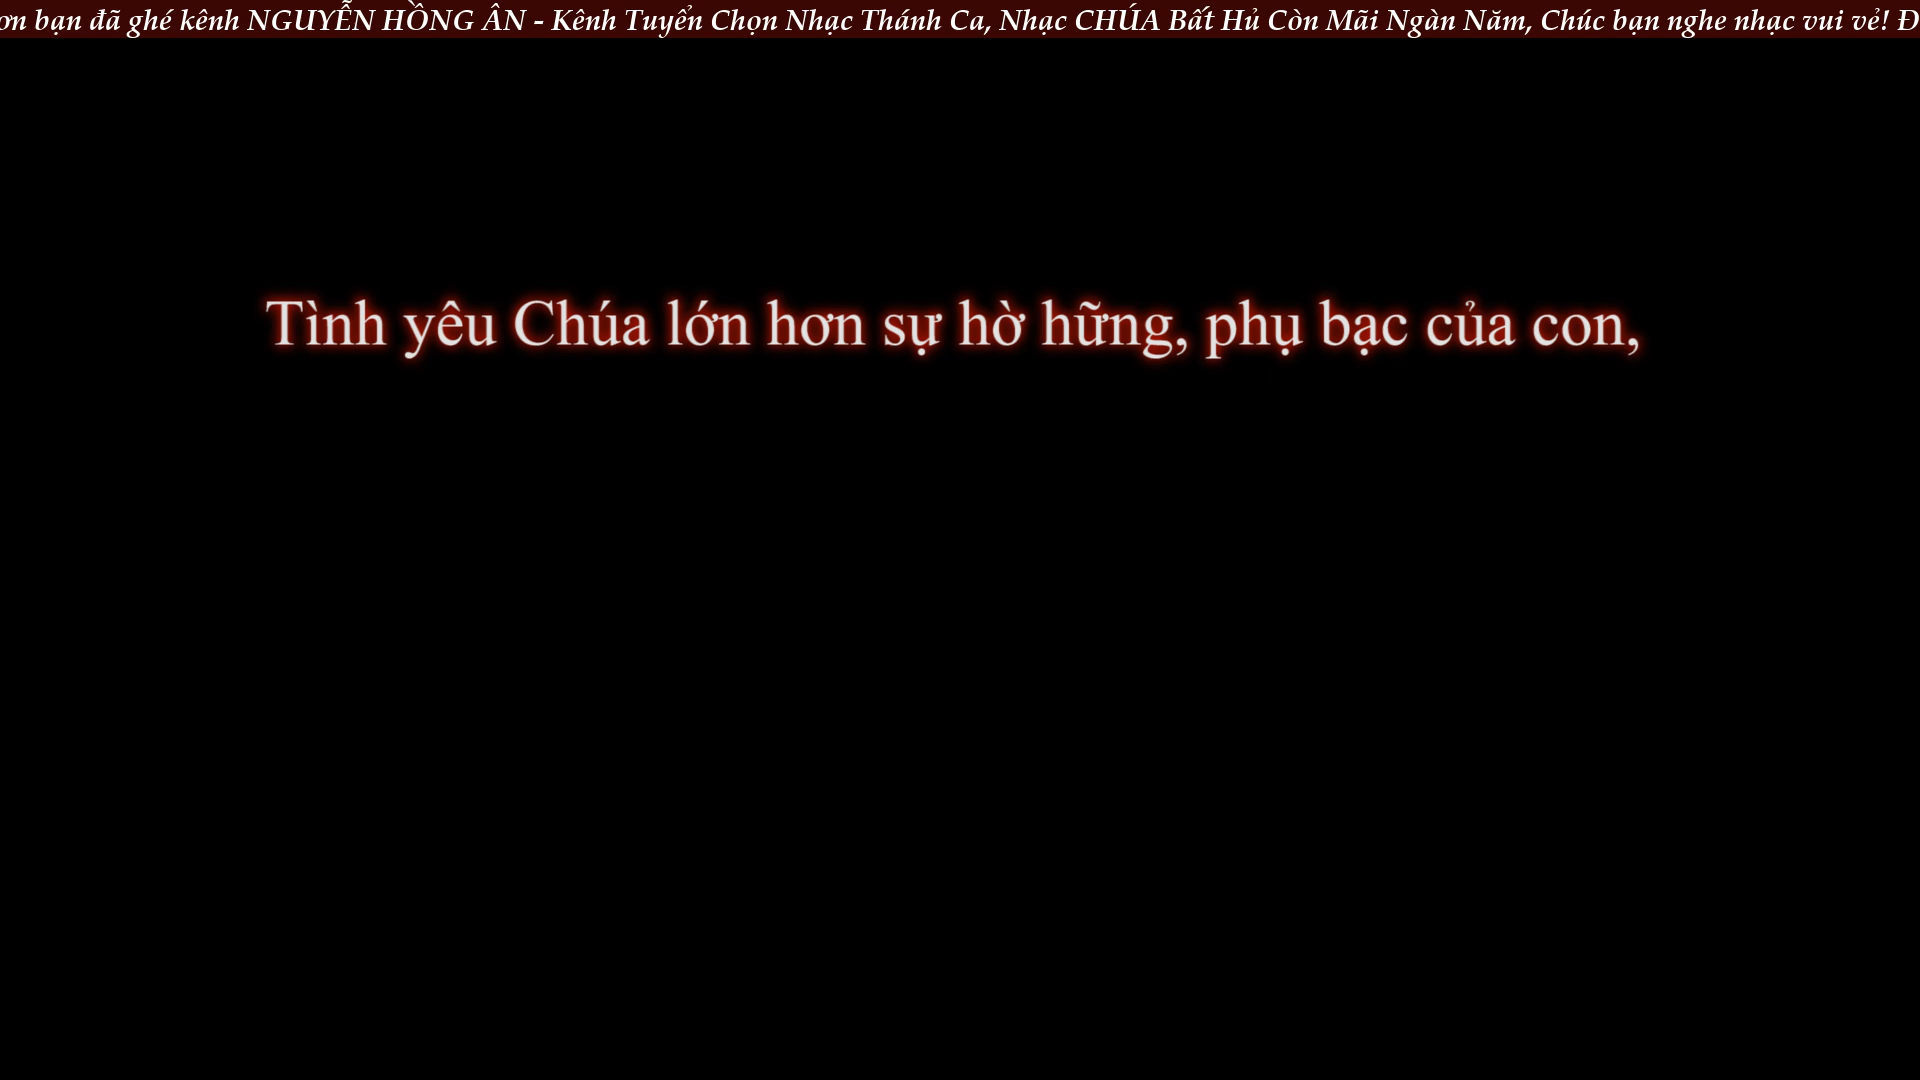 ơn bạn đã ghé kênh NGUYỄN HỒNG ÂN - Kênh Tuyển Chọn Nhạc Thánh Ca, Nhạc CHÚA Bất Hủ Còn Mãi Ngàn Năm, Chúc bạn nghe nhạc vui vẻ! Đ
Tình yêu Chúa lớn hơn sự hờ hững, phụ bạc của con,